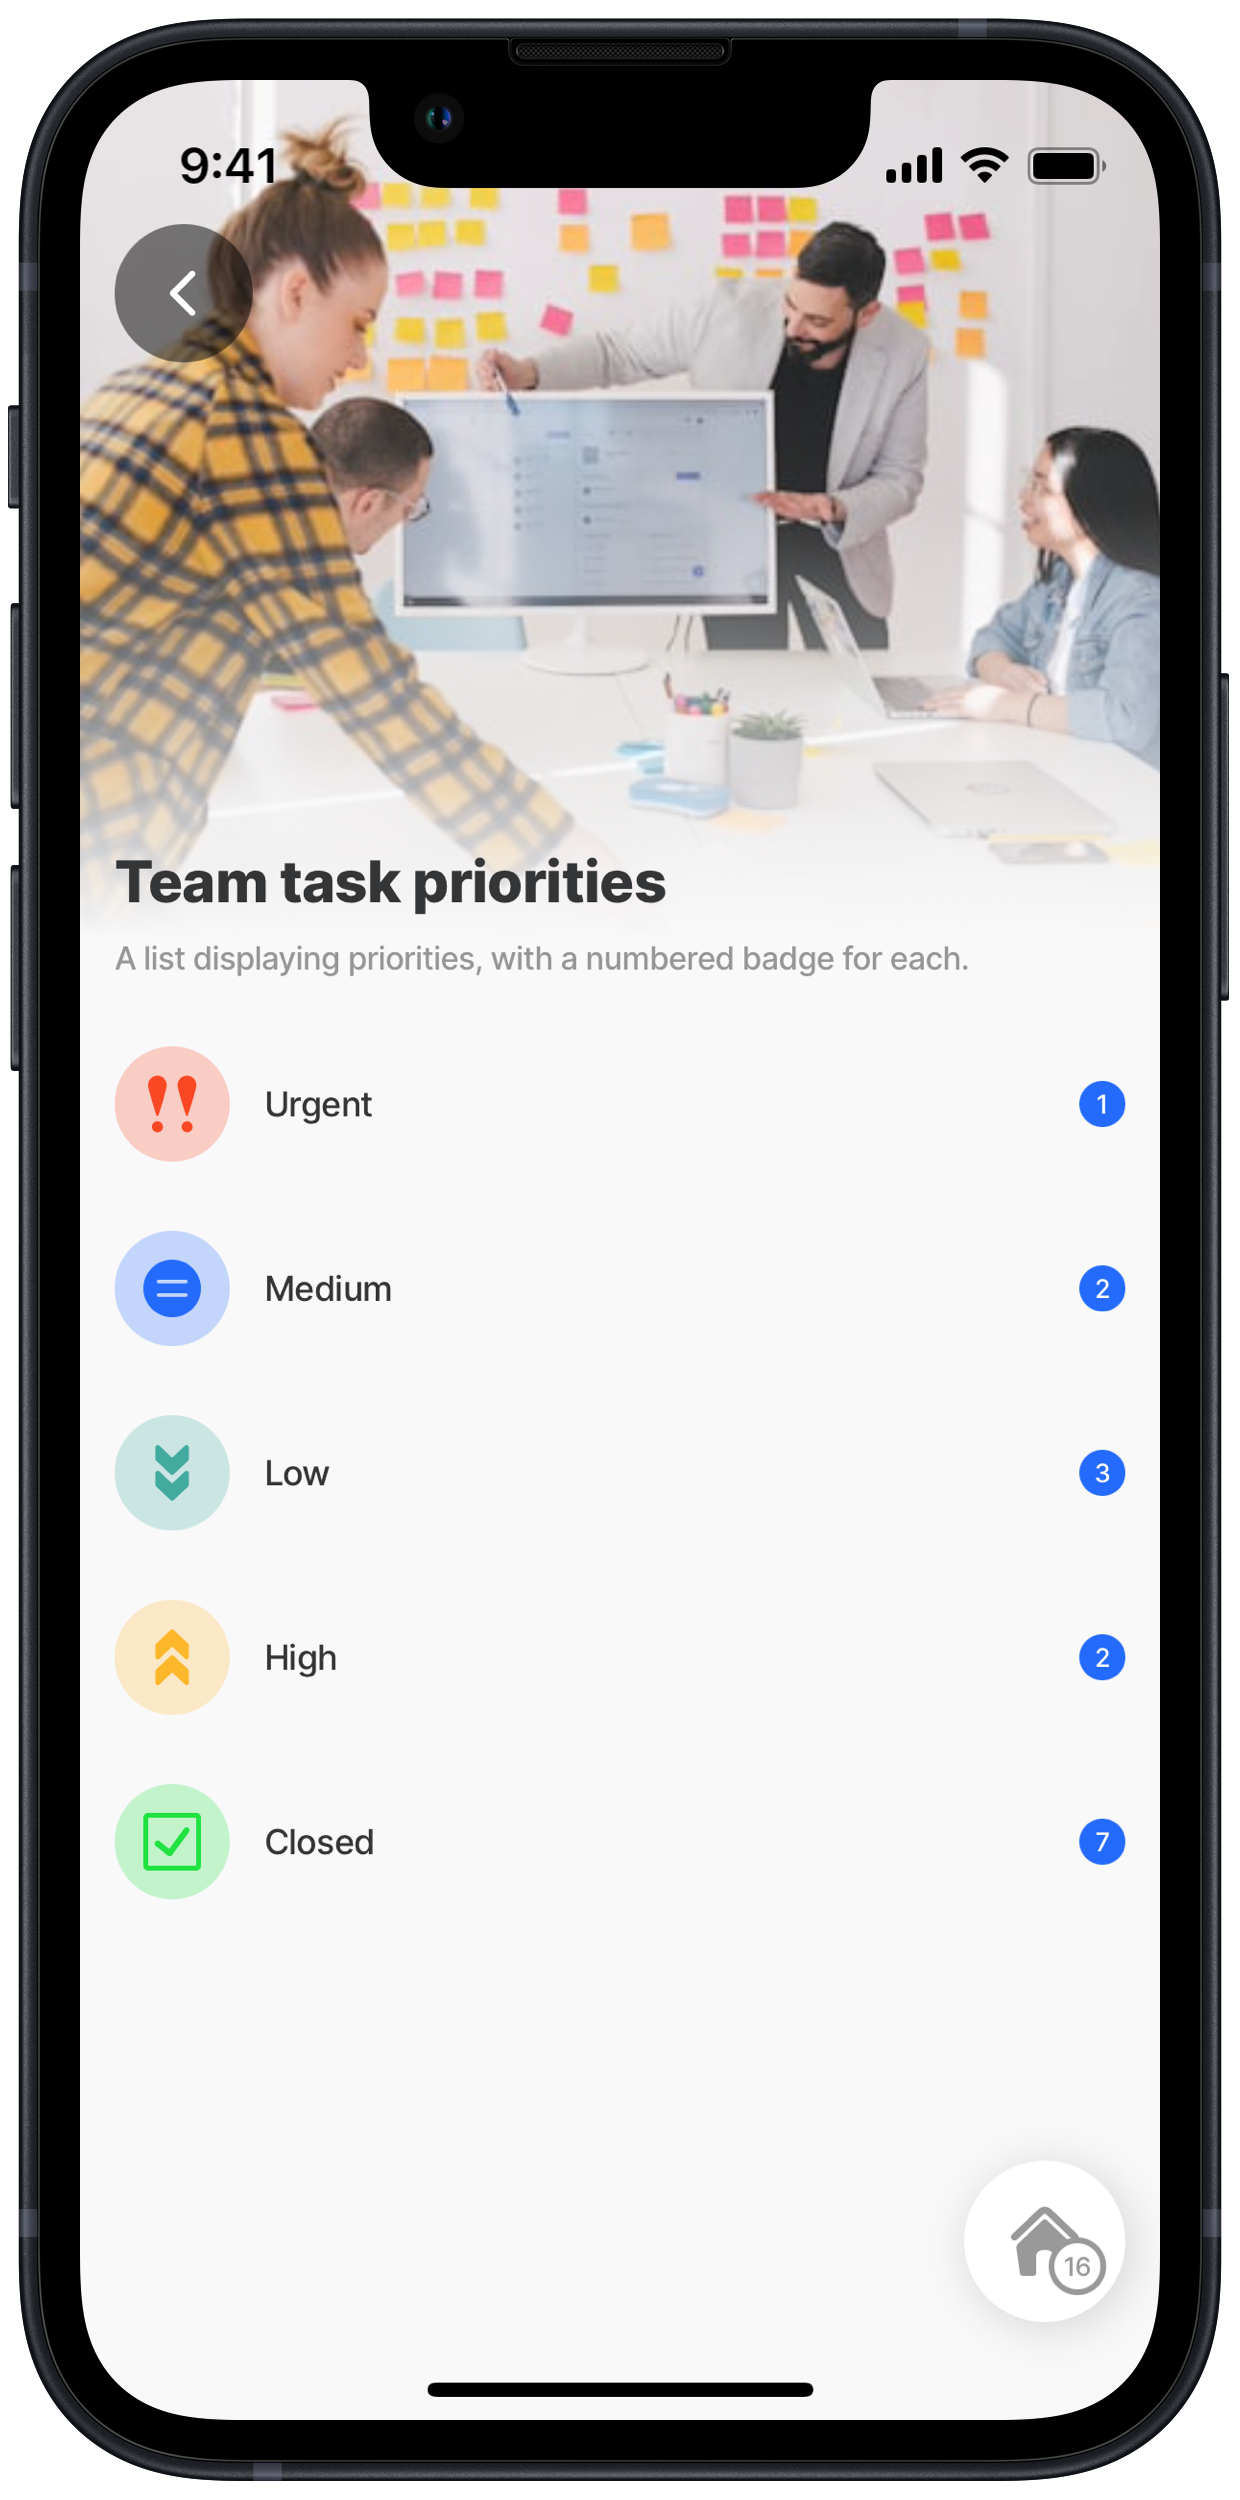 9:41
Team task priorities
A list displaying priorities, with a numbered badge for each.
Urgent 1
Medium 2
Low 3
High 2
Closed 7
16